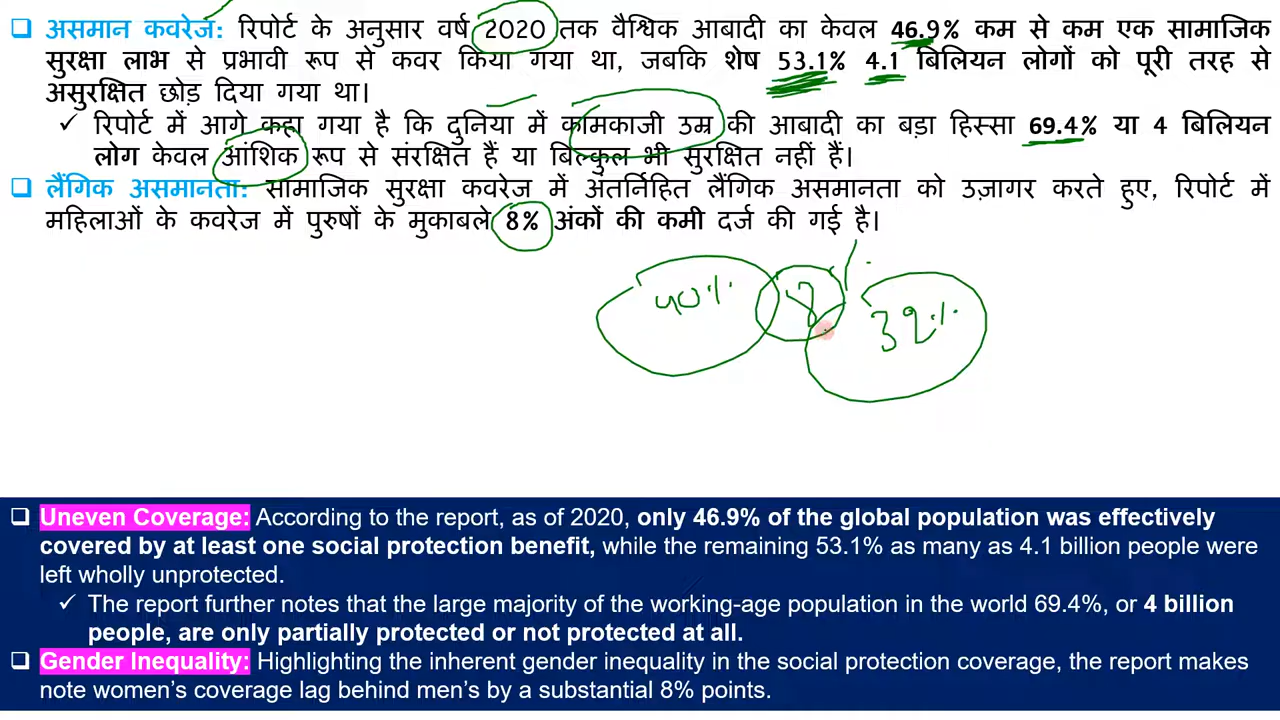 ❑ असमान कवरेज: रिपोर्ट के अनुसार वर्ष 2020 तक वैश्विक आबादी का केवल 46.9% कम से कम एक सामाजिक
सुरक्षा लाभ से प्रभावी रूप से कवर किया गया था, जबकि शेष 53.1% 4.1 बिलियन लोगों को पूरी तरह से
असुरक्षित छोड़ दिया गया था।
✓ रिपोर्ट में आगे कहा गया है कि दुनिया में कामकाजी उम्र की आबादी का बड़ा हिस्सा 69.4% या 4 बिलियन
लोग केवल आंशिक रूप से संरक्षित हैं या बिल्कुल भी सुरक्षित नहीं हैं।
❑ लैंगिक असमानता: सामाजिक सुरक्षा कवरेज में अंतर्निहित लैंगिक असमानता को उज़ागर करते हुए, रिपोर्ट में
महिलाओं के कवरेज में पुरुषों के मुकाबले 8% अंकों की कमी दर्ज की गई है।
40% 8% 32%
❑ Uneven Coverage: According to the report, as of 2020, only 46.9% of the global population was effectively
covered by at least one social protection benefit, while the remaining 53.1% as many as 4.1 billion people were
left wholly unprotected.
✓ The report further notes that the large majority of the working-age population in the world 69.4%, or 4 billion
people, are only partially protected or not protected at all.
❑ Gender Inequality: Highlighting the inherent gender inequality in the social protection coverage, the report makes
note women's coverage lag behind men's by a substantial 8% points.